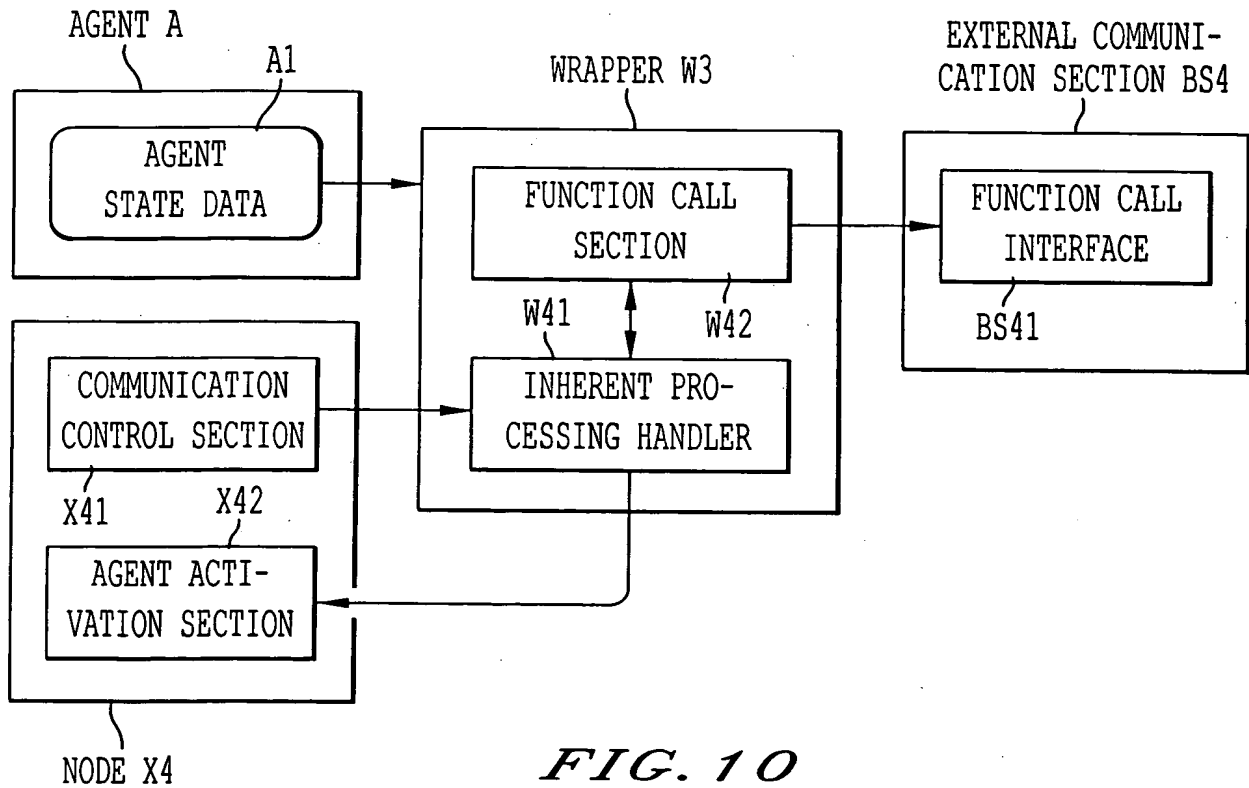 AGENT A
A1
AGENT
STATE DATA
WRAPPER W3
FUNCTION CALL
SECTION
W41
W42
INHERENT PRO-
CESSING HANDLER
EXTERNAL COMMUNI-
CATION SECTION BS4
FUNCTION CALL
INTERFACE
BS41
COMMUNICATION
CONTROL SECTION
X41
X42
AGENT ACTI-
VATION SECTION
NODE X4
FIG. 10